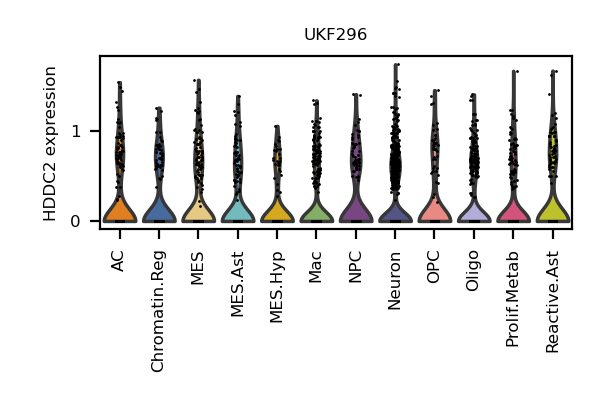 UKF296
HDDC2 expression
1
0
AC
Chromatin.Reg
MES
MES.Ast
MES.Hyp
Mac
NPC
Neuron
OPC
Oligo
Prolif.Metab
Reactive.Ast